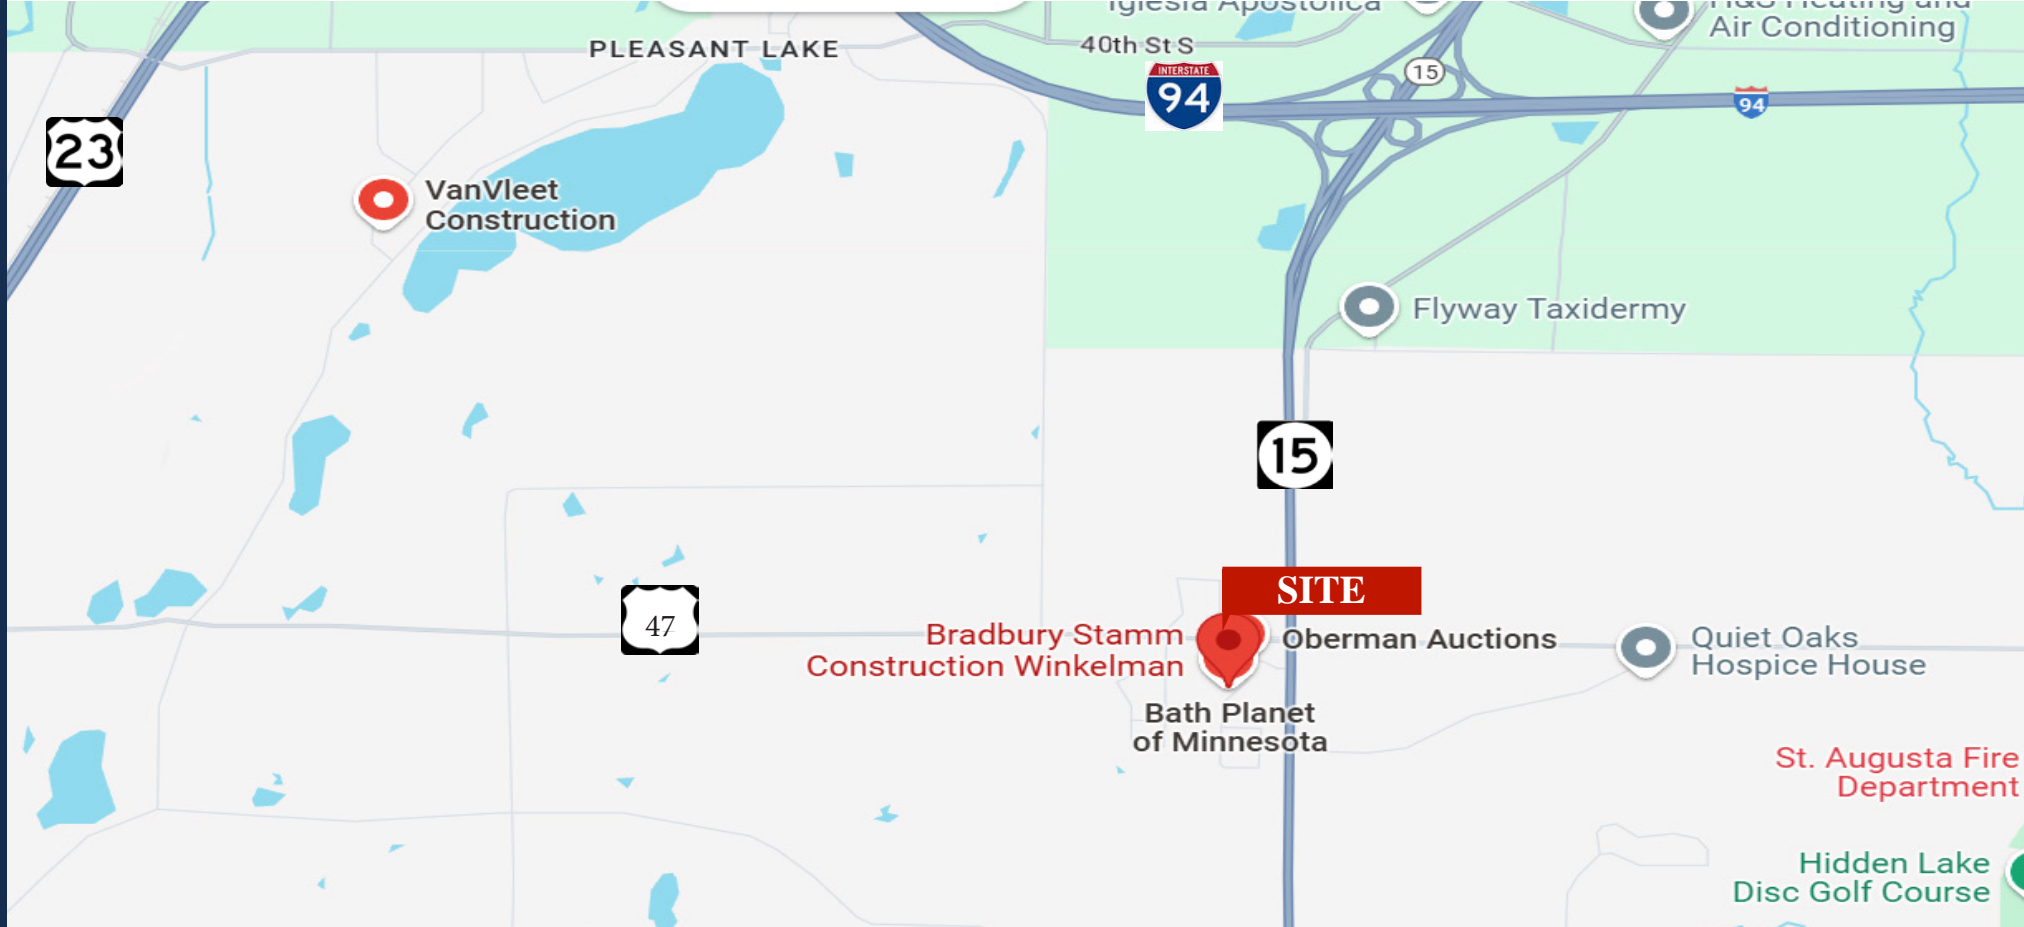 Iglesia Apostolica
H&S Heating and
Air Conditioning
40th St S
PLEASANT LAKE
INTERSTATE
94
15
94
23
VanVleet
Construction
Flyway Taxidermy
15
SITE
47
Bradbury Stamm
Construction Winkelman
Oberman Auctions
Quiet Oaks
Hospice House
Bath Planet
of Minnesota
St. Augusta Fire
Department
Hidden Lake
Disc Golf Course